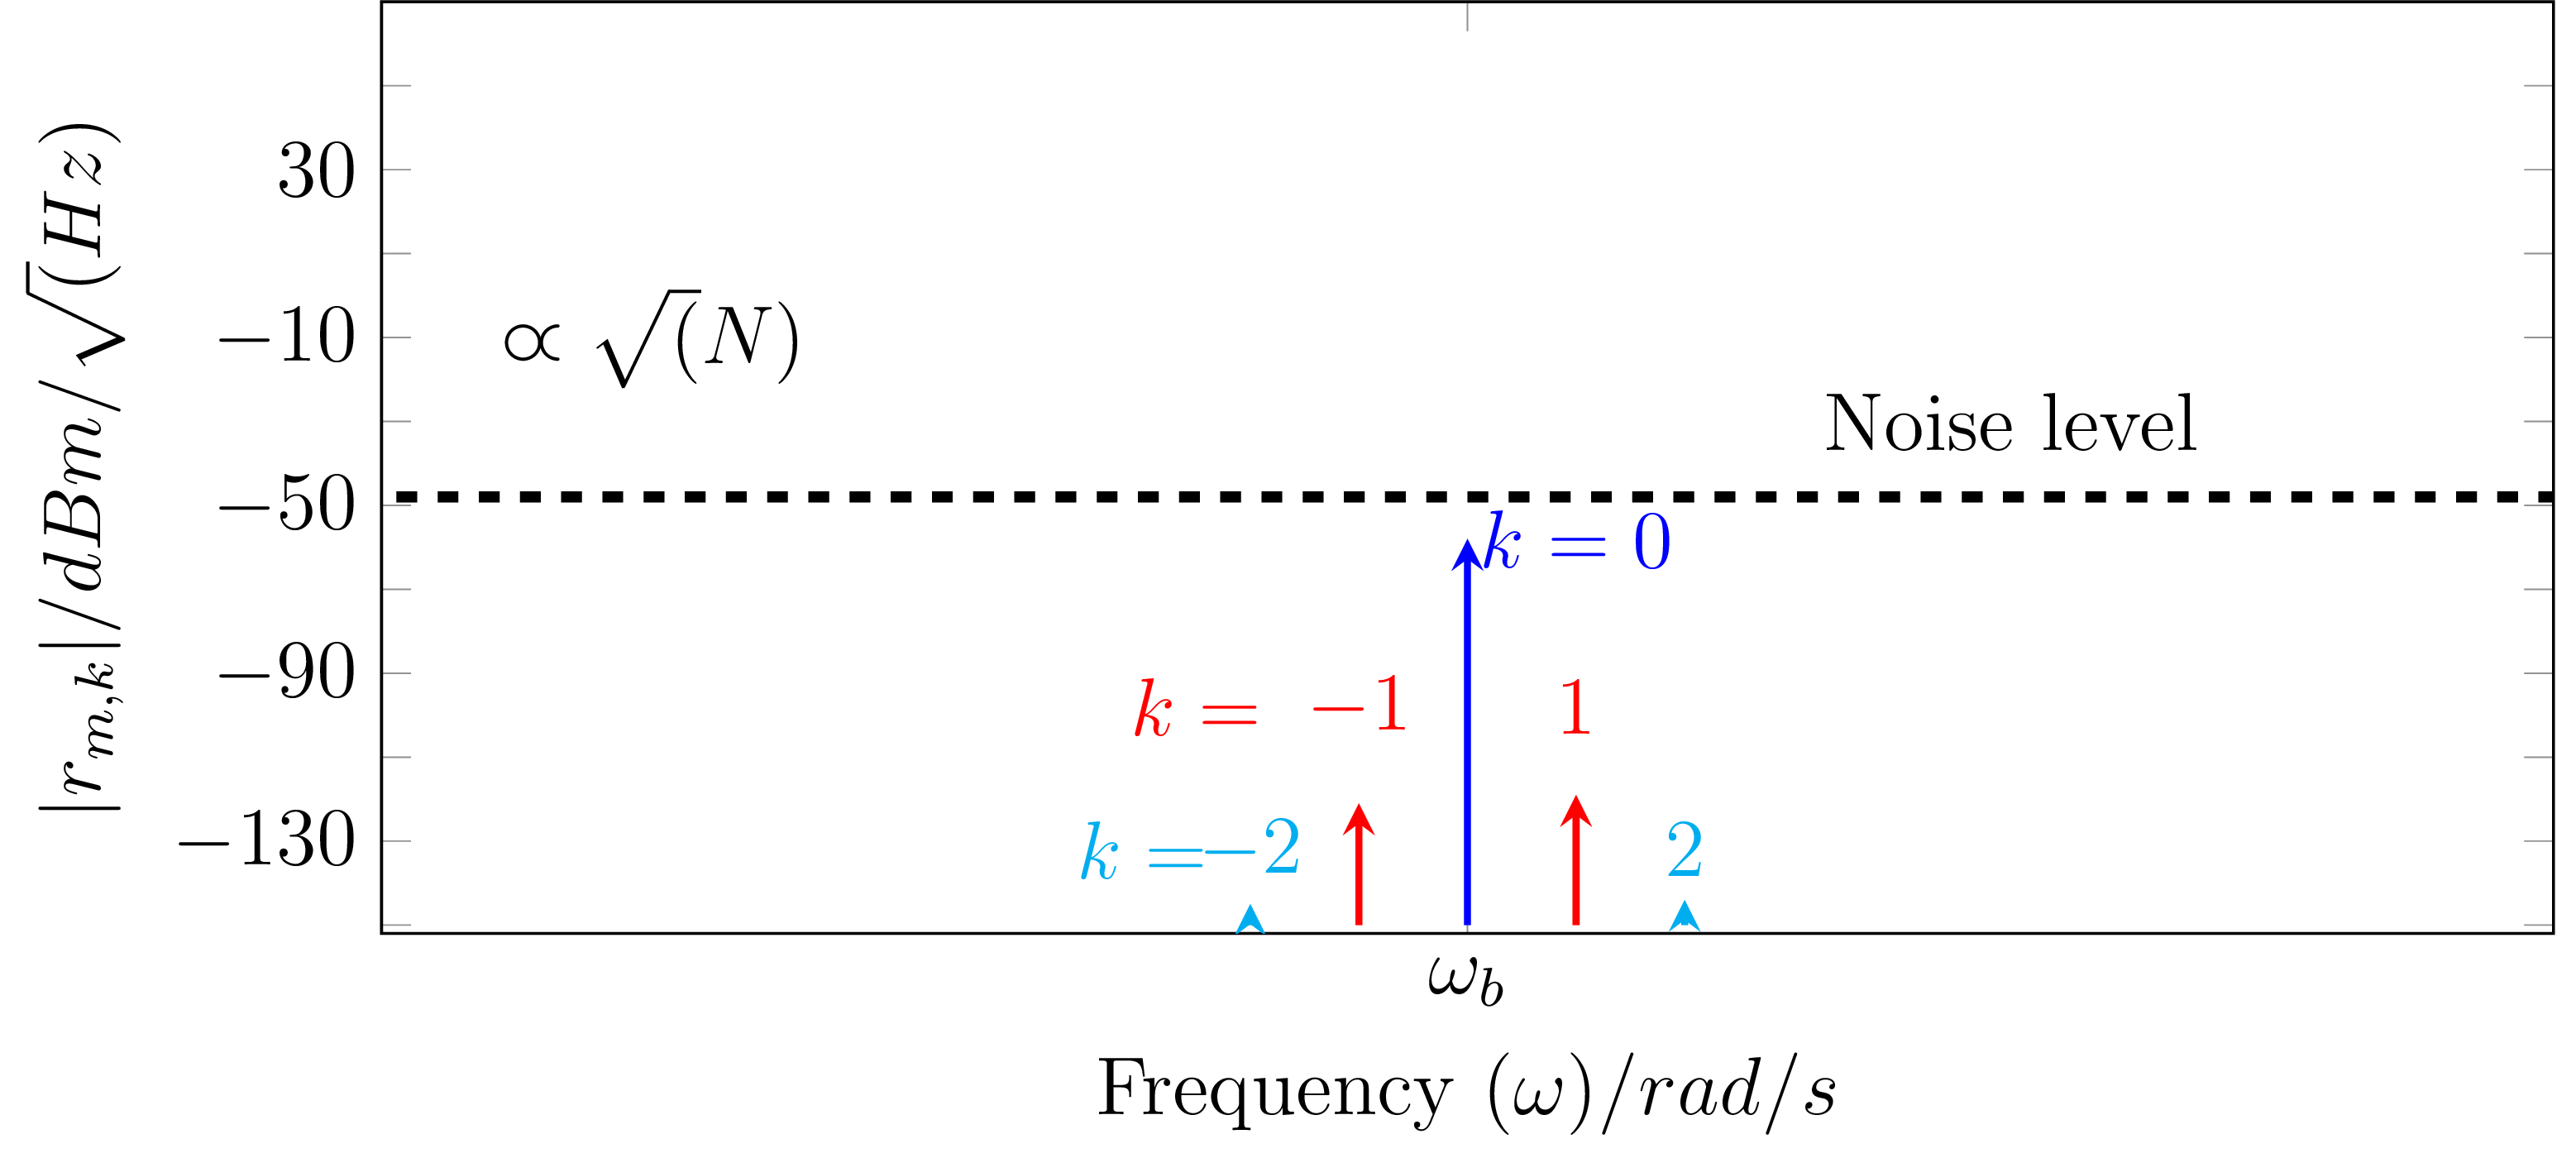 |r_{m,k}|/dBm/√(Hz)
30
−10
−50
−90
−130
∝ √(N)
Noise level
k = 0
k = −1
1
k =−2
2
ω_b
Frequency (ω)/rad/s